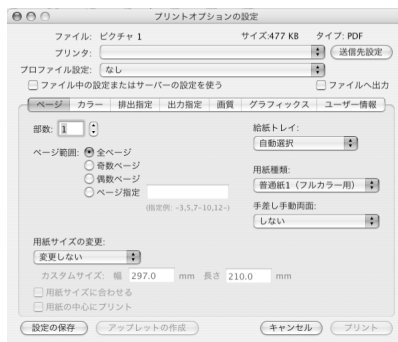 プリントオプションの設定
ファイル: ピクチャ 1 サイズ:477 KB タイプ: PDF
プリンタ: 送信先設定
プロファイル設定: なし
ファイル中の設定またはサーバーの設定を使う ファイルへ出力
ページ カラー 排出指定 出力指定 画質 グラフィックス ユーザー情報
部数: 1
給紙トレイ:
自動選択
ページ範囲: 全ページ
奇数ページ
偶数ページ
ページ指定
(指定例: -3,5,7-10,12-)
用紙種類:
普通紙1（フルカラー用）
手差し手動両面:
しない
用紙サイズの変更:
変更しない
カスタムサイズ: 幅 297.0 mm 長さ 210.0 mm
用紙サイズに合わせる
用紙の中心にプリント
設定の保存 アップレットの作成 キャンセル プリント